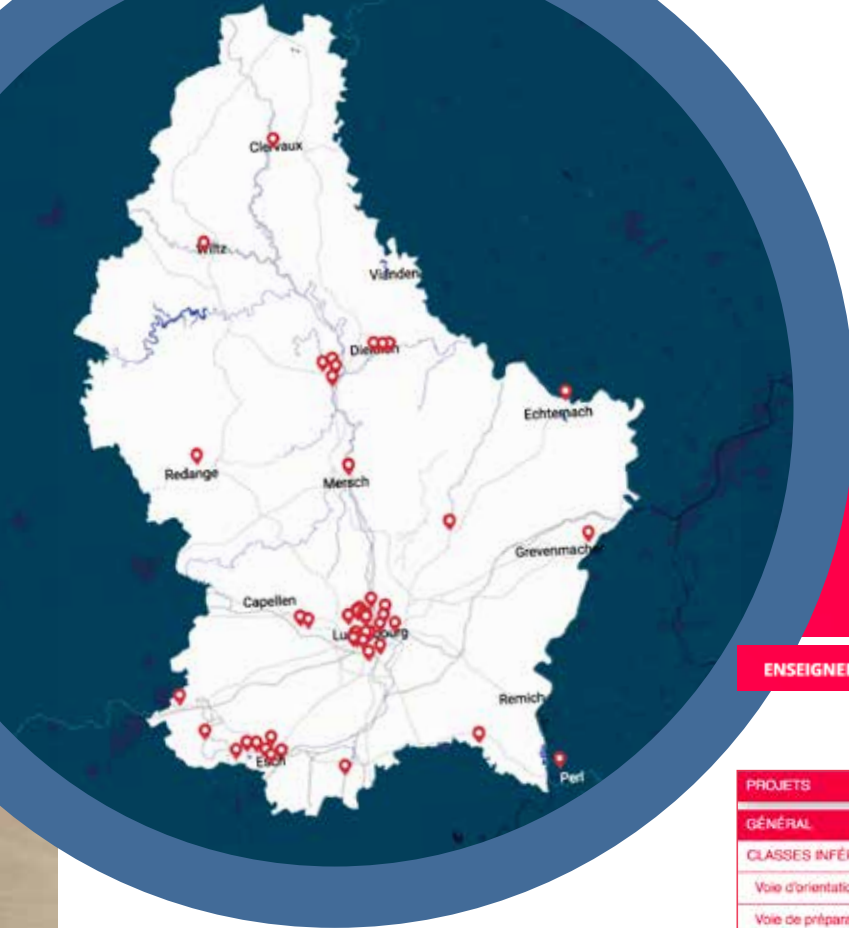 Clervaux
Wiltz
Vianden
Diekirch
Echternach
Redange
Mersch
Grevenmach
Capellen
Luxembourg
Remich
Esch
Perl
ENSEIGNE
PROJETS
GÉNÉRAL
CLASSES INFÉ
Voie d'orientatio
Voie de prépara